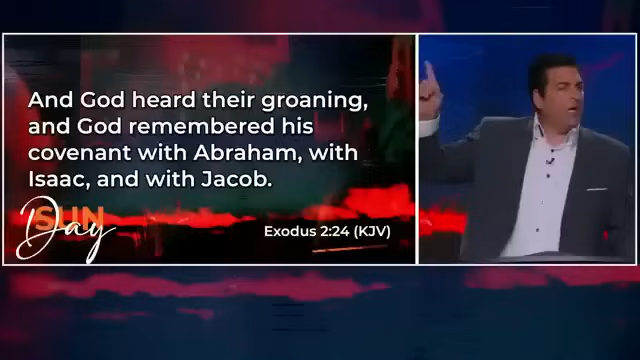 And God heard their groaning,
and God remembered his
covenant with Abraham, with
Isaac, and with Jacob.
SUN
Day
Exodus 2:24 (KJV)